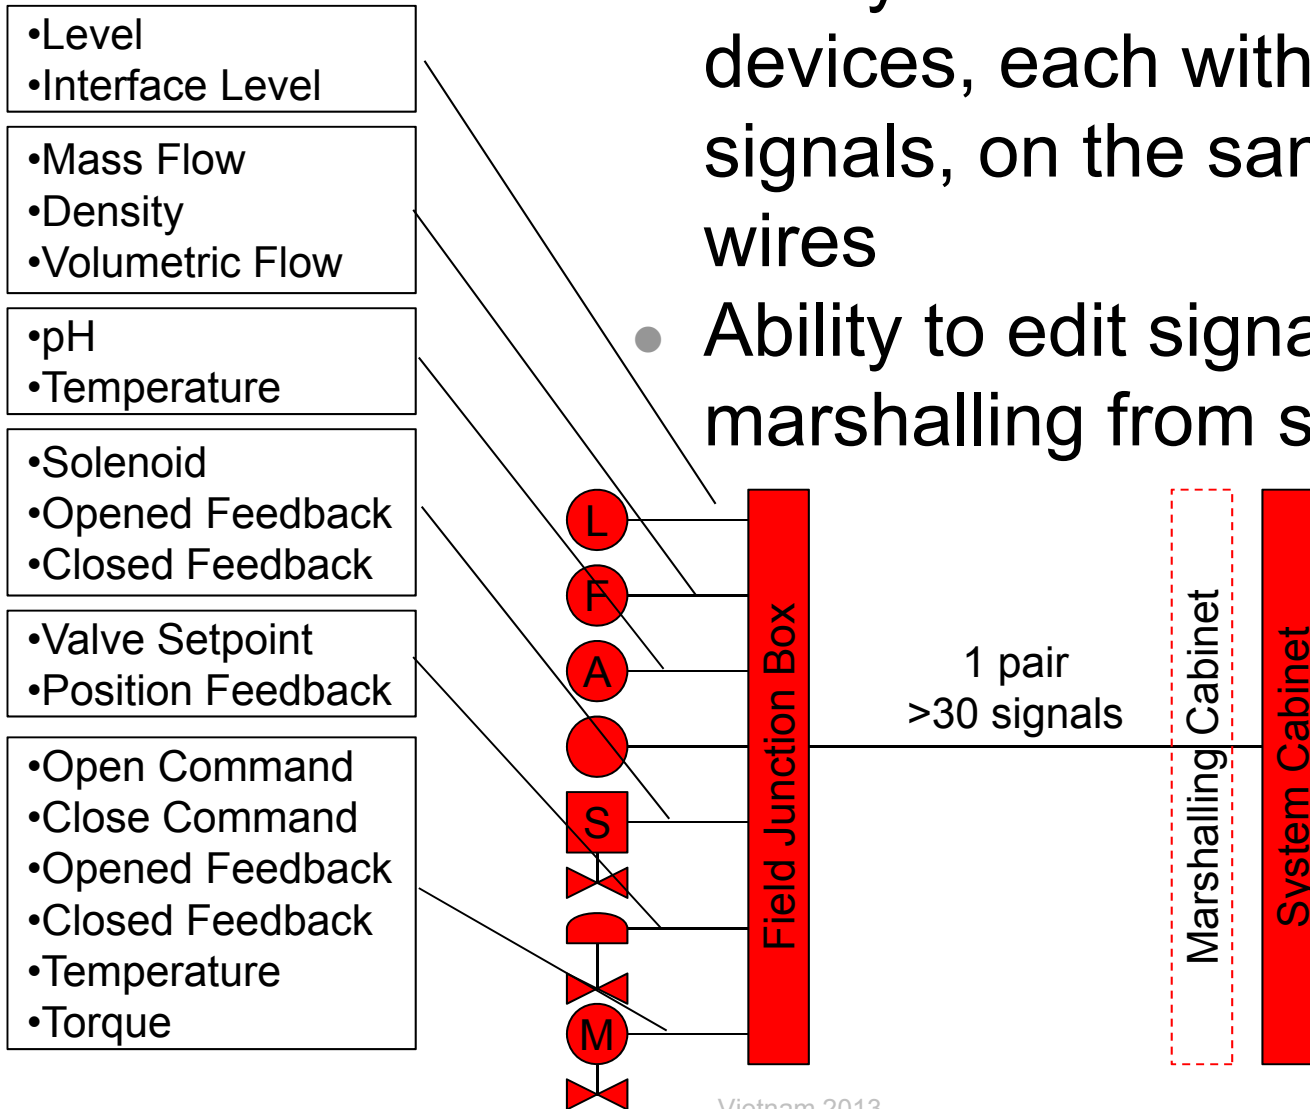 •Level
•Interface Level
•Mass Flow
•Density
•Volumetric Flow
•pH
•Temperature
•Solenoid
•Opened Feedback
•Closed Feedback
•Valve Setpoint
•Position Feedback
•Open Command
•Close Command
•Opened Feedback
•Closed Feedback
•Temperature
•Torque
devices, each with
signals, on the
wires
• Ability to edit
marshalling from
L
F
A
S
M
Field Junction Box
1 pair
>30 signals
Marshalling Cabinet
System Cabinet
Vietnam 2013